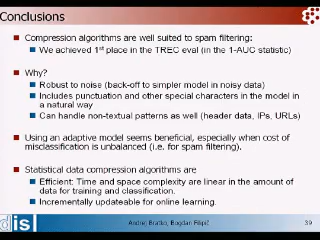 Conclusions
Compression algorithms are well suited to spam filtering:
We achieved 1st place in the TREC eval (in the 1-AUC statistic)
Why?
Robust to noise (back-off to simpler model in noisy data)
Includes punctuation and other special characters in the model in
a natural way
Can handle non-textual patterns as well (header data, IPs, URLs)
Using an adaptive model seems beneficial, especially when cost of
misclassification is unbalanced (i.e. for spam filtering).
Statistical data compression algorithms are
Efficient: Time and space complexity are linear in the amount of
data for training and classification.
Incrementally updateable for online learning.
dis
Andrej Bratko, Bogdan Filipič
39